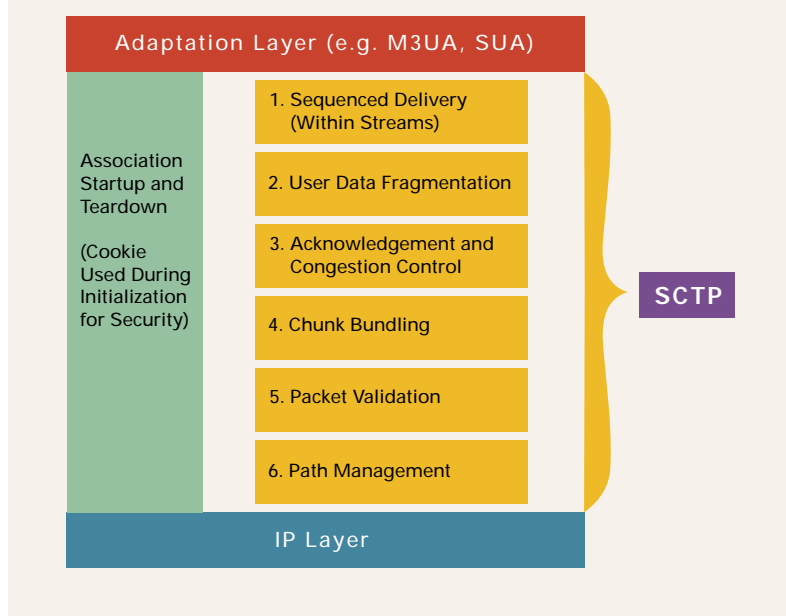 Adaptation Layer (e.g. M3UA, SUA)
Association
Startup and
Teardown
(Cookie
Used During
Initialization
for Security)
1. Sequenced Delivery
(Within Streams)
2. User Data Fragmentation
3. Acknowledgement and
Congestion Control
4. Chunk Bundling
5. Packet Validation
6. Path Management
SCTP
IP Layer